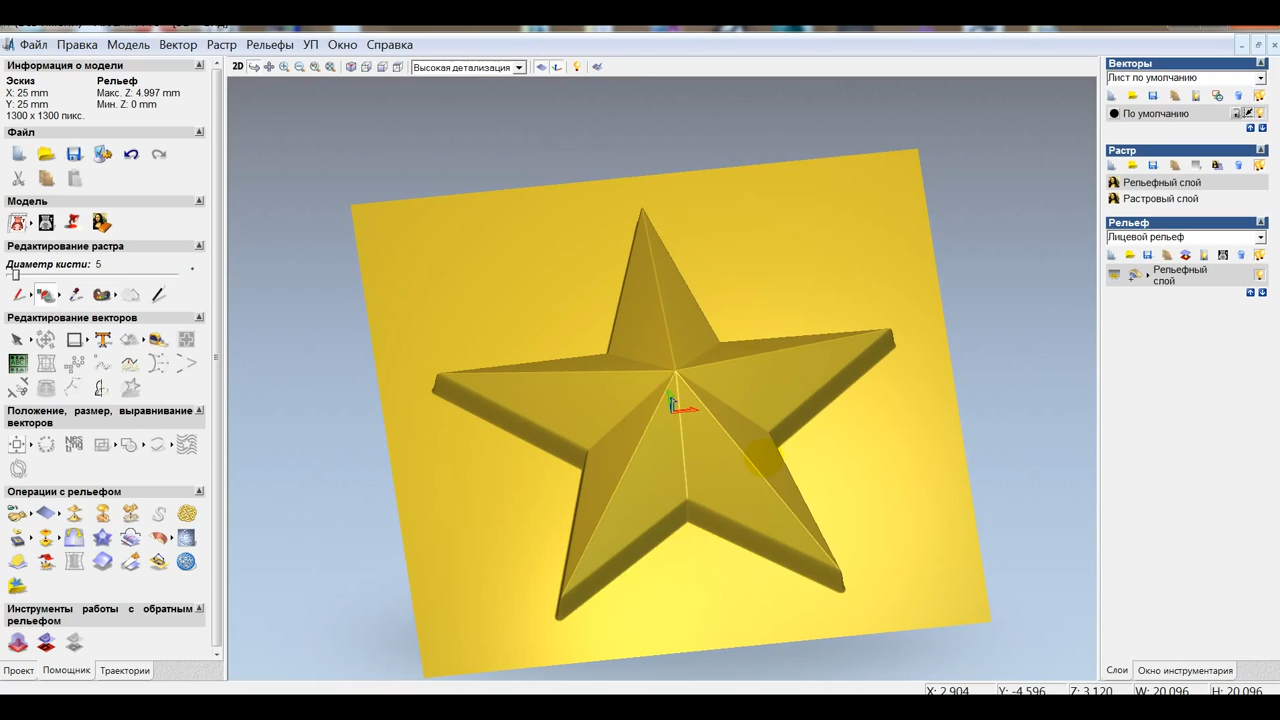 Файл Правка Модель Вектор Растр Рельефы УП Окно Справка
Информация о модели
Эскиз Рельеф
X: 25 mm Макс. Z: 4.997 mm
Y: 25 mm Мин. Z: 0 mm
1300 x 1300 пикс.
Файл
Модель
Редактирование растра
Диаметр кисти: 5
Редактирование векторов
Положение, размер, выравнивание
векторов
Операции с рельефом
Инструменты работы с обратным
рельефом
Проект Помощник Траектории
2D Высокая детализация
Векторы
Лист по умолчанию
По умолчанию
Растр
Рельефный слой
Растровый слой
Рельеф
Лицевой рельеф
Рельефный
слой
Слои Окно инструментария
X: 2.904 Y: -4.596 Z: 3.120 W: 20.096 H: 20.096